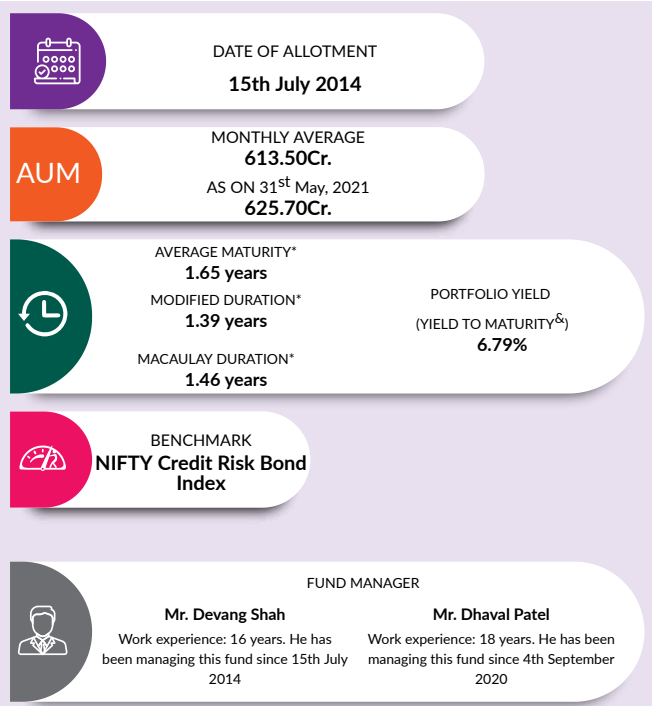 DATE OF ALLOTMENT
15th July 2014
AUM
MONTHLY AVERAGE
613.50Cr.
AS ON 31st May, 2021
625.70Cr.
AVERAGE MATURITY*
1.65 years
MODIFIED DURATION*
1.39 years
MACAULAY DURATION*
1.46 years
PORTFOLIO YIELD
(YIELD TO MATURITY&)
6.79%
BENCHMARK
NIFTY Credit Risk Bond
Index
FUND MANAGER
Mr. Devang Shah
Work experience: 16 years. He has
been managing this fund since 15th July
2014
Mr. Dhaval Patel
Work experience: 18 years. He has been
managing this fund since 4th September
2020